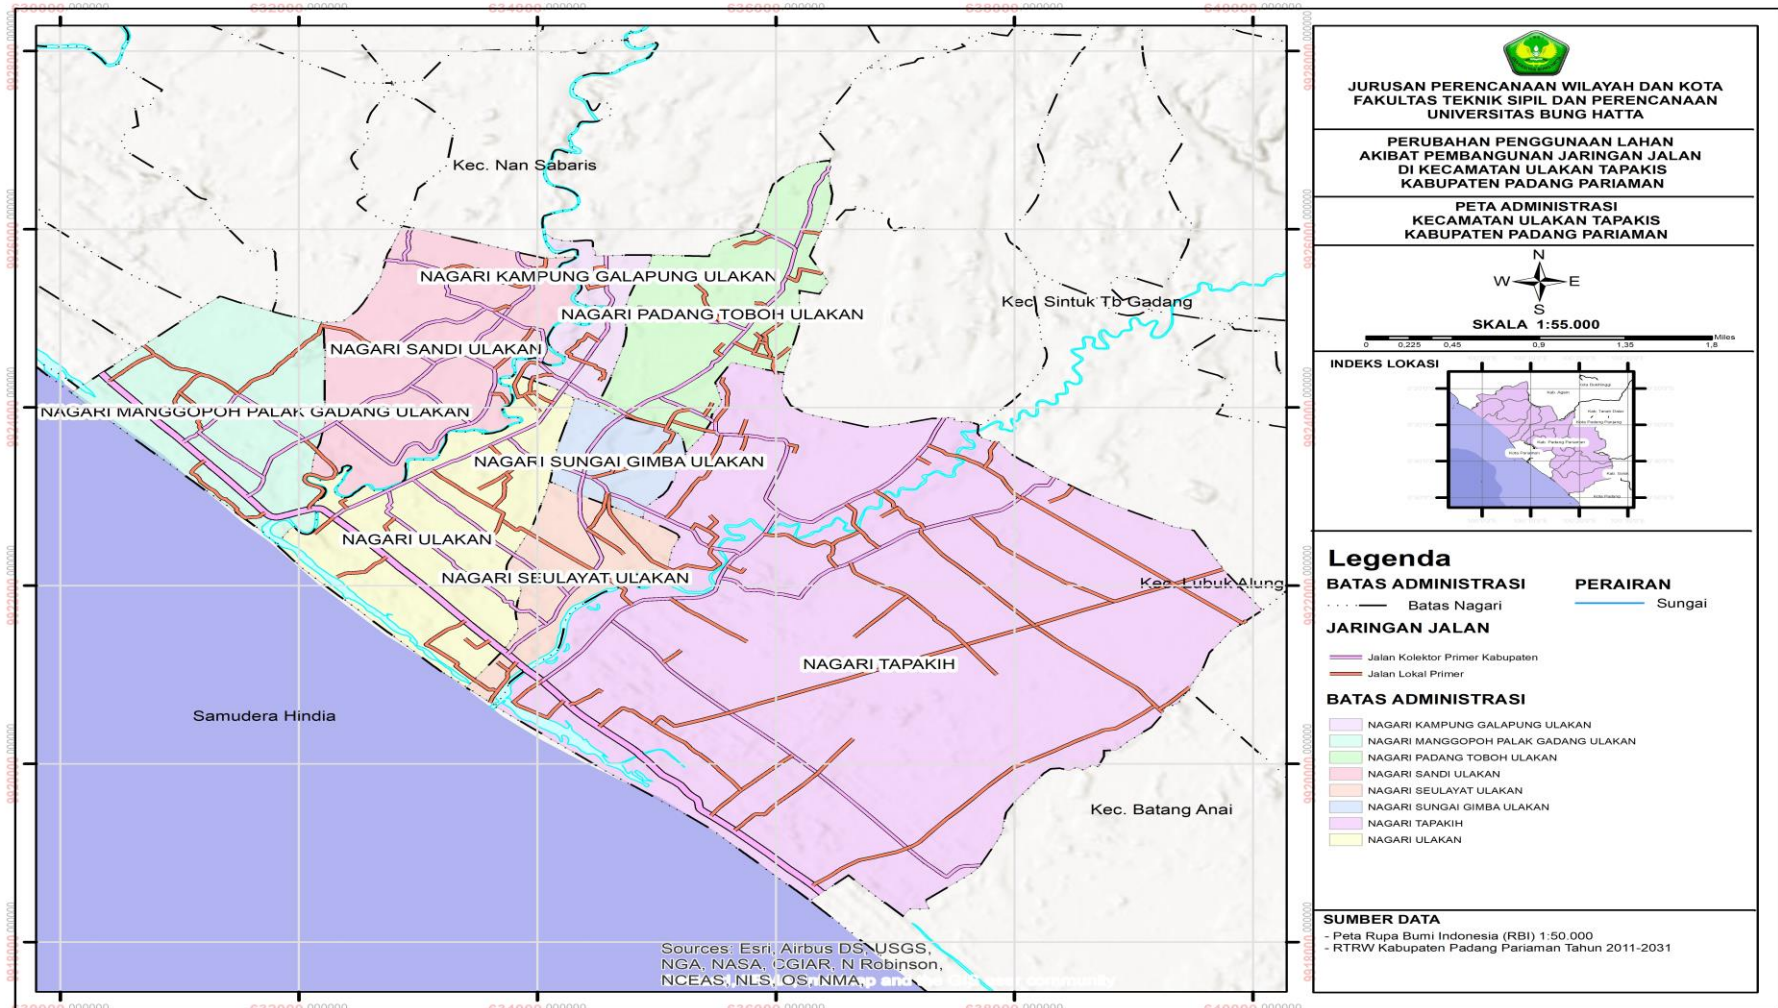 Kec. Nan Sabaris
NAGARI KAMPUNG GALAPUNG ULAKAN
NAGARI PADANG TOBOH ULAKAN
Kec. Sintuk Tb Gadang
NAGARI SANDI ULAKAN
NAGARI MANGGOPOH PALAK GADANG ULAKAN
NAGARI SUNGAI GIMBA ULAKAN
NAGARI ULAKAN
NAGARI SEULAYAT ULAKAN
Kec. Lubuk Alung
NAGARI TAPAKIH
Samudera Hindia
Kec. Batang Anai
Sources: Esri, Airbus DS, USGS,
NGA, NASA, CGIAR, N Robinson,
NCEAS, NLS, OS, NMA,
JURUSAN PERENCANAAN WILAYAH DAN KOTA
FAKULTAS TEKNIK SIPIL DAN PERENCANAAN
UNIVERSITAS BUNG HATTA
PERUBAHAN PENGGUNAAN LAHAN
AKIBAT PEMBANGUNAN JARINGAN JALAN
DI KECAMATAN ULAKAN TAPAKIS
KABUPATEN PADANG PARIAMAN
PETA ADMINISTRASI
KECAMATAN ULAKAN TAPAKIS
KABUPATEN PADANG PARIAMAN
N
W E
S
SKALA 1:55.000
0 0,225 0,45 0,9 1,35 1,8 Miles
INDEKS LOKASI
Legenda
BATAS ADMINISTRASI PERAIRAN
Batas Nagari Sungai
JARINGAN JALAN
Jalan Kolektor Primer Kabupaten
Jalan Lokal Primer
BATAS ADMINISTRASI
NAGARI KAMPUNG GALAPUNG ULAKAN
NAGARI MANGGOPOH PALAK GADANG ULAKAN
NAGARI PADANG TOBOH ULAKAN
NAGARI SANDI ULAKAN
NAGARI SEULAYAT ULAKAN
NAGARI SUNGAI GIMBA ULAKAN
NAGARI TAPAKIH
NAGARI ULAKAN
SUMBER DATA
- Peta Rupa Bumi Indonesia (RBI) 1:50.000
- RTRW Kabupaten Padang Pariaman Tahun 2011-2031